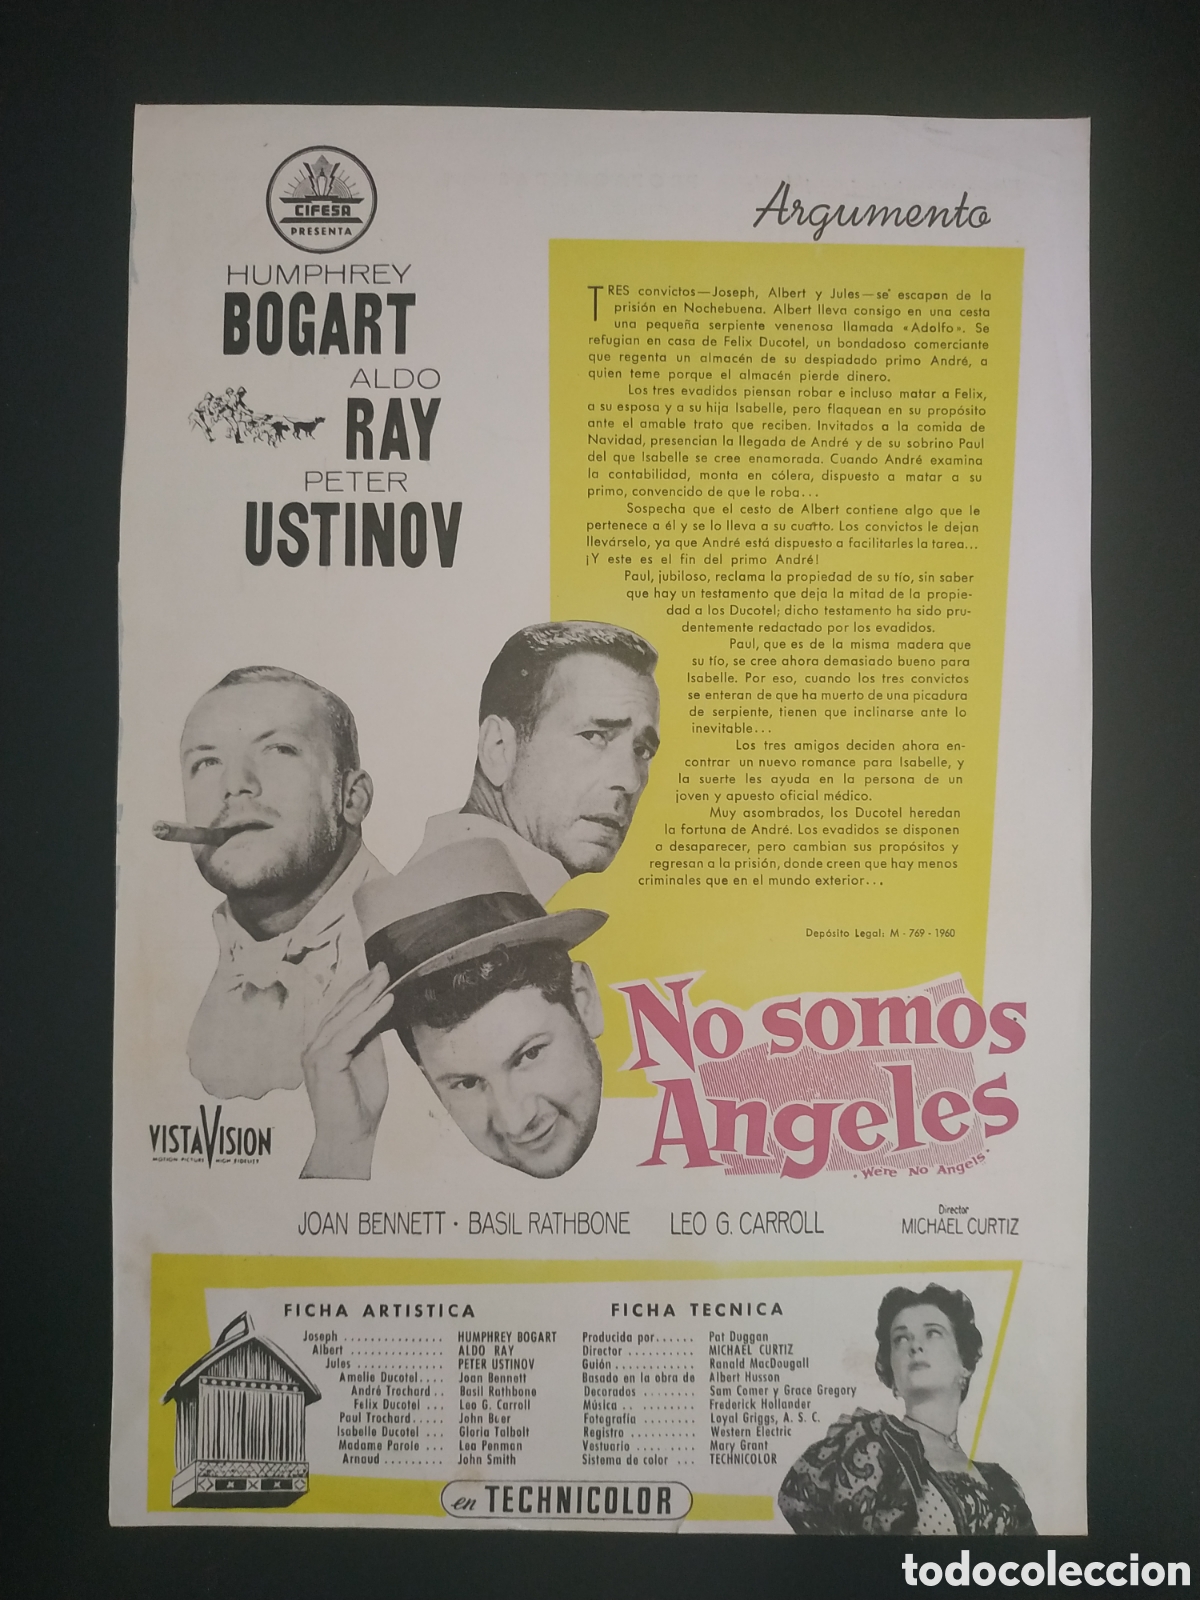 CIFESA
PRESENTA
HUMPHREY
BOGART
ALDO
RAY
PETER
USTINOV
Argumento
TRES convictos—Joseph, Albert y Jules—se escapan de la
prisión en Nochebuena. Albert lleva consigo en una cesta
una pequeña serpiente venenosa llamada «Adolfo». Se
refugian en casa de Felix Ducotel, un bondadoso comerciante
que regenta un almacén de su despiadado primo André, a
quien teme porque el almacén pierde dinero.
Los tres evadidos piensan robar e incluso matar a Felix,
a su esposa y a su hija Isabelle, pero flaquean en su propósito
ante el amable trato que reciben. Invitados a la comida de
Navidad, presencian la llegada de André y de su sobrino Paul
del que Isabelle se cree enamorada. Cuando André examina
la contabilidad, monta en cólera, dispuesto a matar a su
primo, convencido de que le roba...
Sospecha que el cesto de Albert contiene algo que le
pertenece a él y se lo lleva a su cuarto. Los convictos le dejan
llevárselo, ya que André está dispuesto a facilitarles la tarea...
¡Y este es el fin del primo André!
Paul, jubiloso, reclama la propiedad de su tío, sin saber
que hay un testamento que deja la mitad de la propie-
dad a los Ducotel; dicho testamento ha sido pru-
dentemente redactado por los evadidos.
Paul, que es de la misma madera que
su tío, se cree ahora demasiado bueno para
Isabelle. Por eso, cuando los tres convictos
se enteran de que ha muerto de una picadura
de serpiente, tienen que inclinarse ante lo
inevitable...
Los tres amigos deciden ahora en-
contrar un nuevo romance para Isabelle, y
la suerte les ayuda en la persona de un
joven y apuesto oficial médico.
Muy asombrados, los Ducotel heredan
la fortuna de André. Los evadidos se disponen
a desaparecer, pero cambian sus propósitos y
regresan a la prisión, donde creen que hay menos
criminales que en el mundo exterior...
Depósito Legal: M - 769 - 1960
No somos
Angeles
· We're No Angels ·
VISTAVISION
MOTION-PICTURE HIGH FIDELITY
JOAN BENNETT · BASIL RATHBONE LEO G. CARROLL
Director
MICHAEL CURTIZ
FICHA ARTISTICA
Joseph .............. HUMPHREY BOGART
Albert .............. ALDO RAY
Jules ............ PETER USTINOV
Amelie Ducotel.... Joan Bennett
André Trochard .. Basil Rathbone
Felix Ducotel ... Leo G. Carroll
Paul Trochard..... John Baer
Isabelle Ducotel ... Gloria Talbolt
Madame Parole ... Lea Penman
Arnaud ......... John Smith
FICHA TECNICA
Producida por...... Pat Duggan
Director .......... MICHAEL CURTIZ
Guión ............ Ranald MacDougall
Basado en la obra de Albert Husson
Decorados ........ Sam Comer y Grace Gregory
Música .. ........ Frederick Hollander
Fotografía ........ Loyal Griggs, A. S. C.
Registro .......... Western Electric
Vestuario .... .... Mary Grant
Sistema de color ... TECHNICOLOR
en TECHNICOLOR
todocoleccion